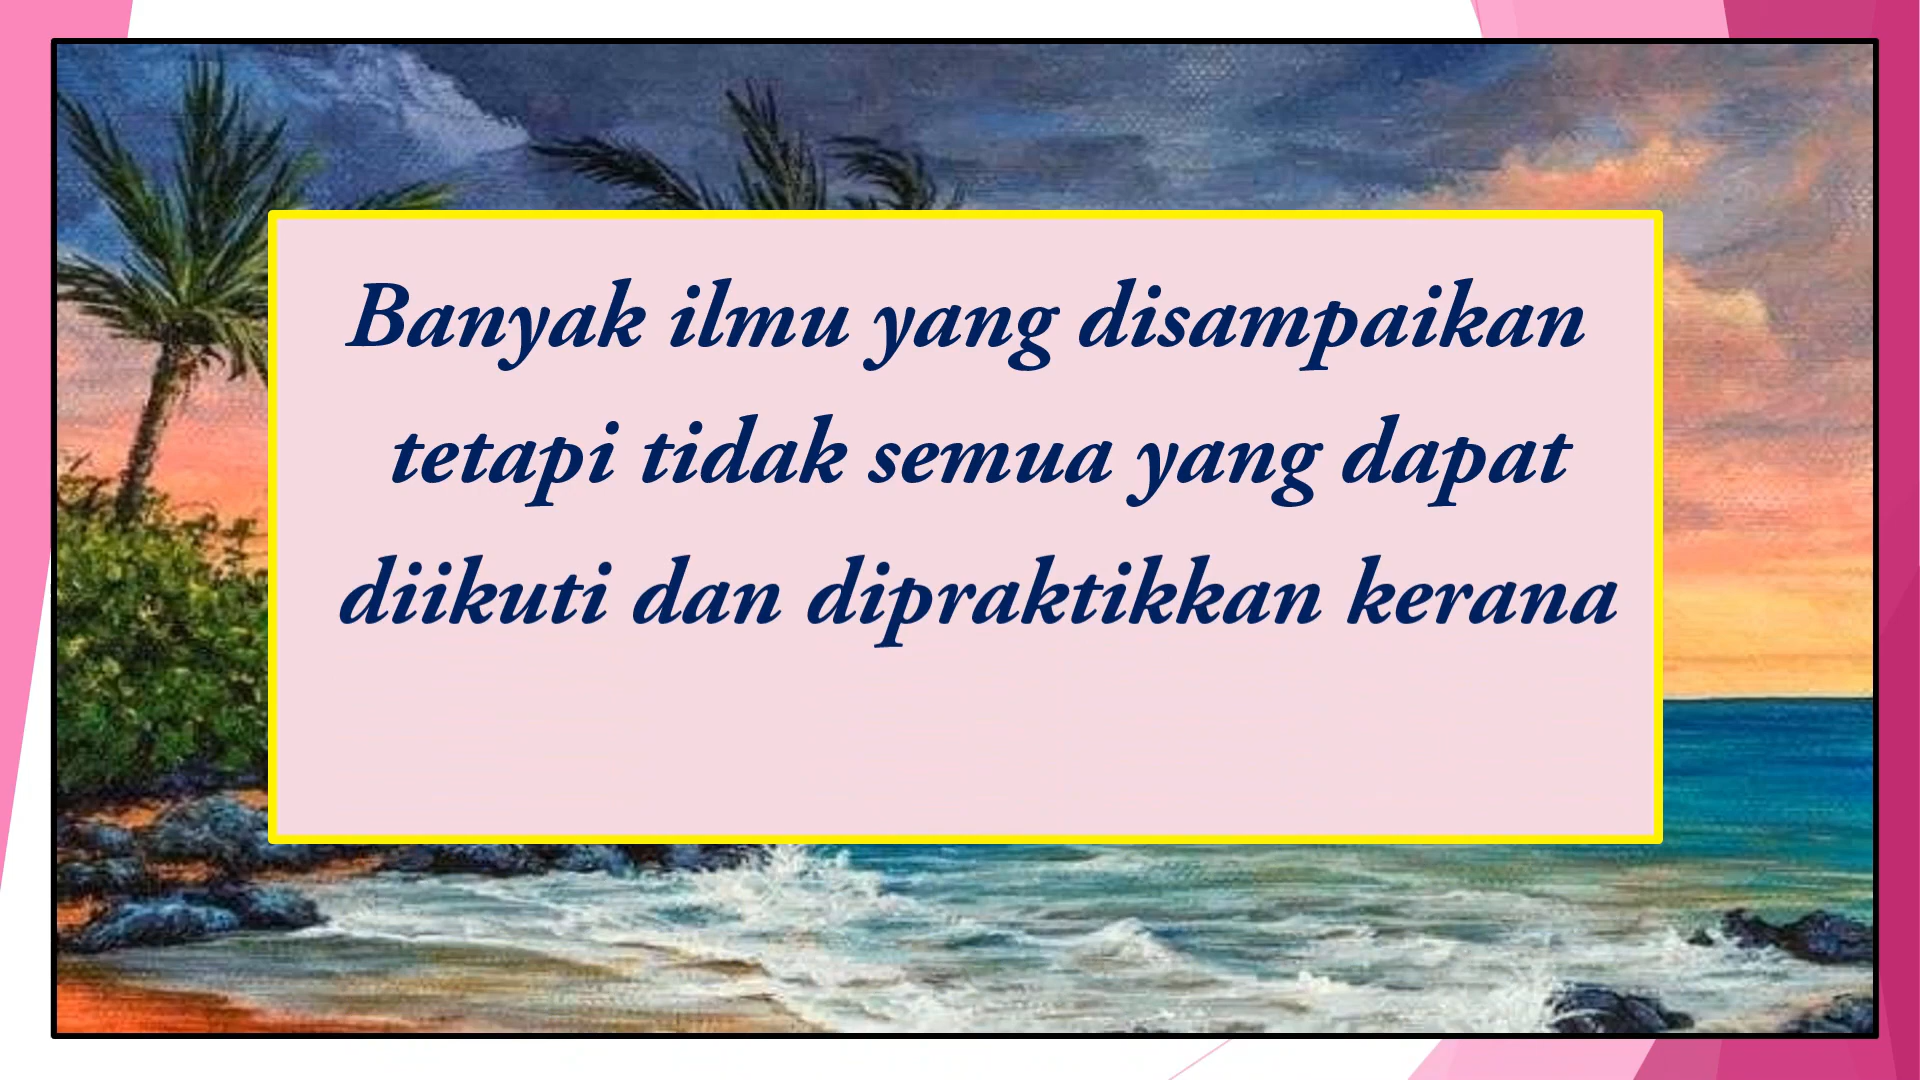 Banyak ilmu yang disampaikan
tetapi tidak semua yang dapat
diikuti dan dipraktikkan kerana